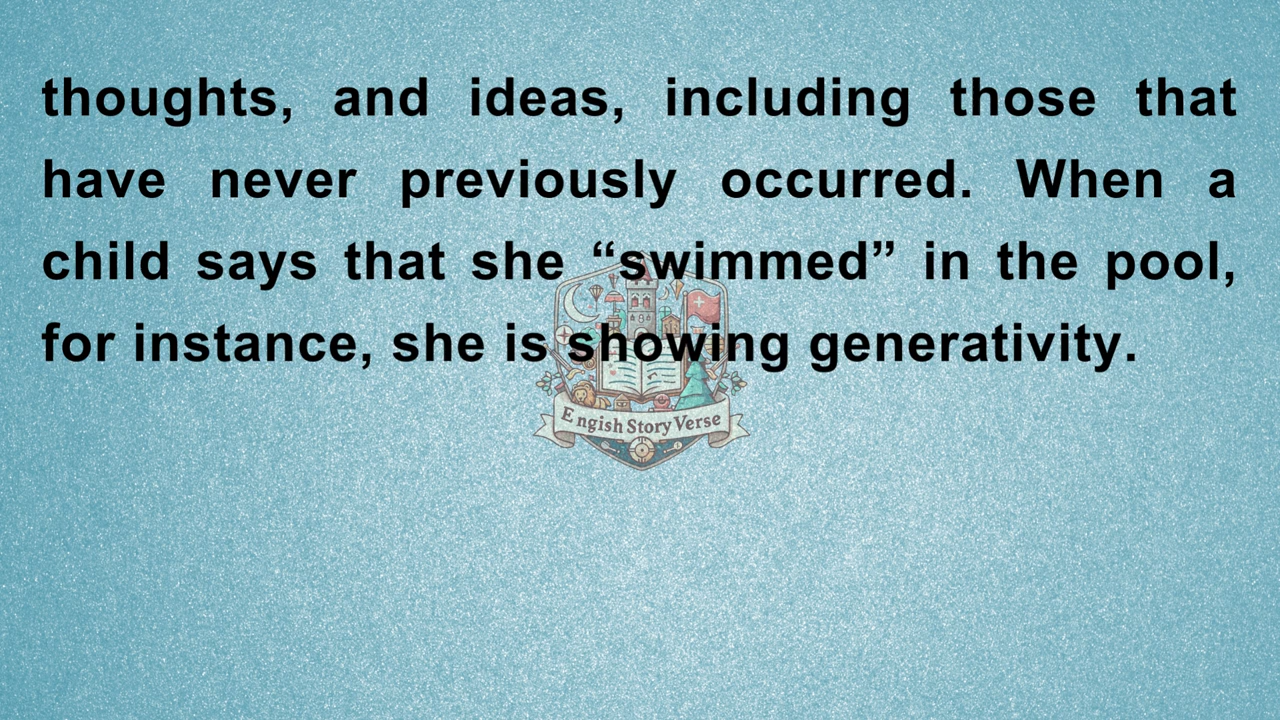 thoughts, and ideas, including those that
have never previously occurred. When a
child says that she “swimmed” in the pool,
for instance, she is showing generativity.
Engish Story Verse